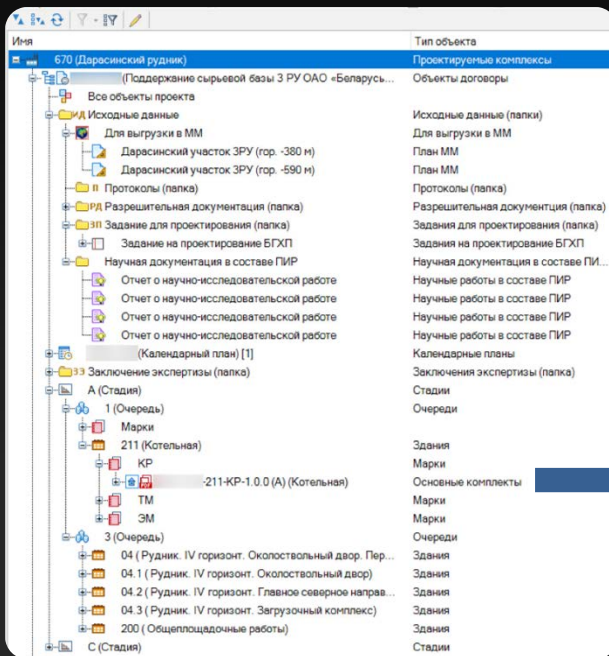 Имя Тип объекта
670 (Дарасинский рудник) Проектируемые комплексы
(Поддержание сырьевой базы 3 РУ ОАО «Беларусь... Объекты договоры
Все объекты проекта
ИД Исходные данные Исходные данные (папки)
Для выгрузки в ММ Для выгрузки в ММ
Дарасинский участок ЗРУ (гор. -380 м) План ММ
Дарасинский участок ЗРУ (гор. -590 м) План ММ
П Протоколы (папка) Протоколы (папка)
РД Разрешительная документация (папка) Разрешительная документция (папка)
ЗП Задание для проектирования (папка) Задания для проектирования (папка)
Задание на проектирование БГХП Задания на проектирование БГХП
Научная документация в составе ПИР Научная документация в составе ПИ...
Отчет о научно-исследовательской работе Научные работы в составе ПИР
Отчет о научно-исследовательской работе Научные работы в составе ПИР
Отчет о научно-исследовательской работе Научные работы в составе ПИР
Отчет о научно-исследовательской работе Научные работы в составе ПИР
(Календарный план) [1] Календарные планы
ЗЭ Заключение экспертизы (папка) Заключения экспертизы (папка)
А (Стадия) Стадии
1 (Очередь) Очереди
Марки
211 (Котельная) Здания
КР Марки
-211-КР-1.0.0 (А) (Котельная) Основные комплекты
ТМ Марки
ЭМ Марки
3 (Очередь) Очереди
04 ( Рудник. IV горизонт. Околоствольный двор. Пер... Здания
04.1 ( Рудник. IV горизонт. Околоствольный двор) Здания
04.2 ( Рудник. IV горизонт. Главное северное направ... Здания
04.3 ( Рудник. IV горизонт. Загрузочный комплекс) Здания
200 ( Общеплощадочные работы) Здания
С (Стадия) Стадии